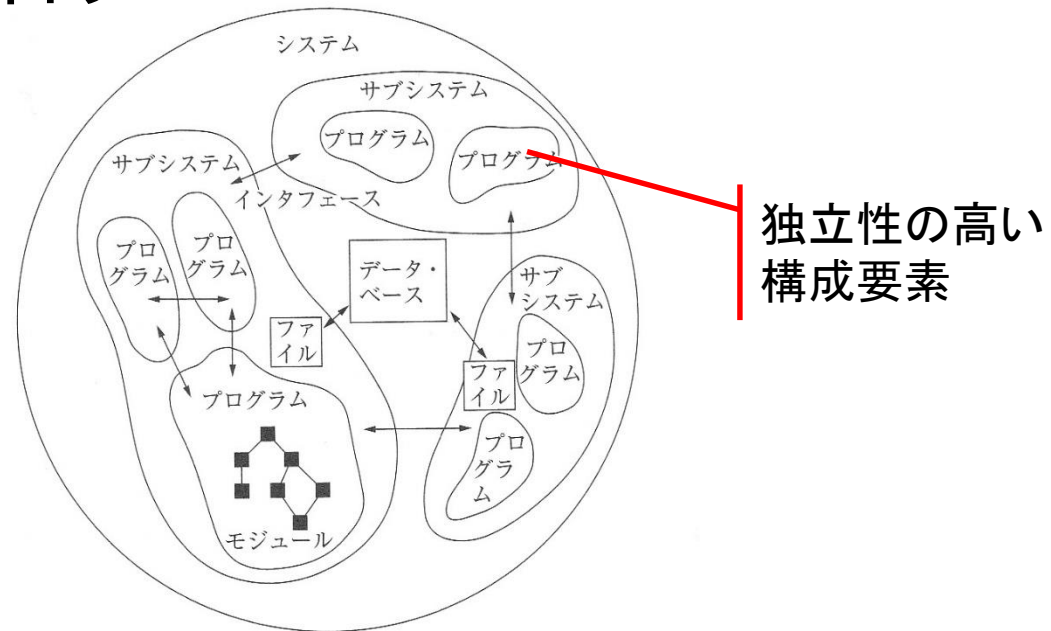 システム
サブシステム
プログラム
プログラム
サブシステム
インタフェース
プロ
グラム
プロ
グラム
データ・
ベース
ファ
イル
サブ
システム
プロ
グラム
ファ
イル
プロ
グラ
ム
プログラム
モジュール
独立性の高い
構成要素